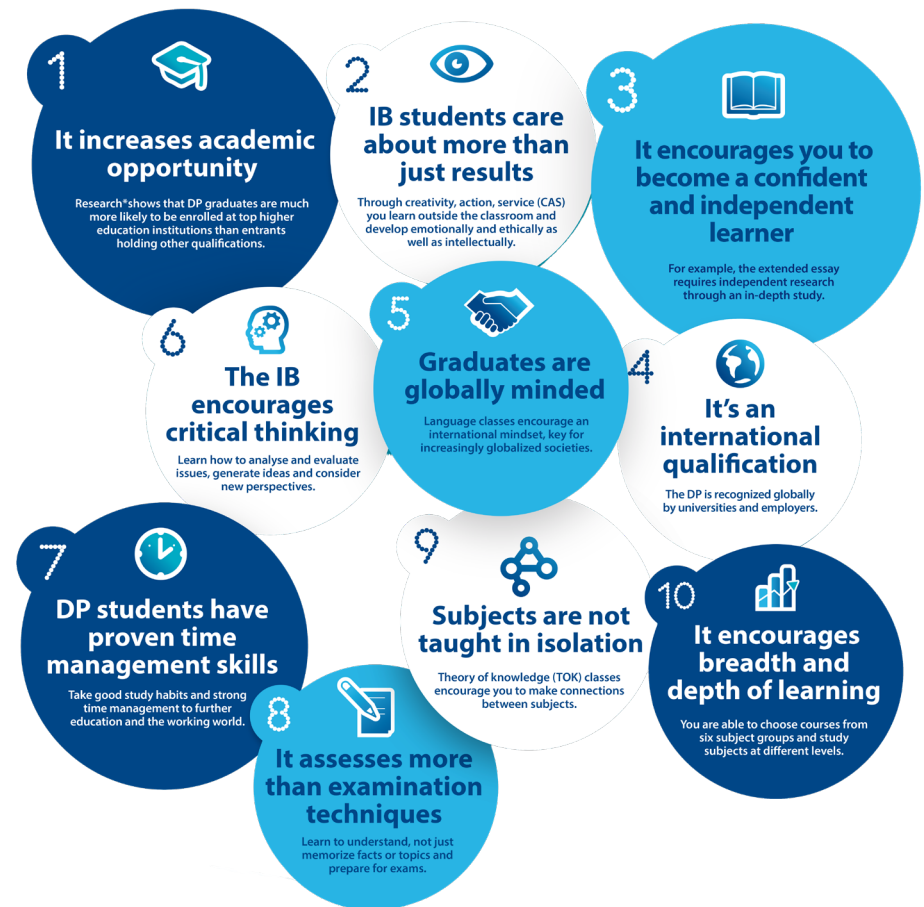 1
It increases academic
opportunity
Research*shows that DP graduates are much
more likely to be enrolled at top higher
education institutions than entrants
holding other qualifications.
2
IB students care
about more than
just results
Through creativity, action, service (CAS)
you learn outside the classroom and
develop emotionally and ethically as
well as intellectually.
3
It encourages you to
become a confident
and independent
learner
For example, the extended essay
requires independent research
through an in-depth study.
4
It's an
international
qualification
The DP is recognized globally
by universities and employers.
5
Graduates are
globally minded
Language classes encourage an
international mindset, key for
increasingly globalized societies.
6
The IB
encourages
critical thinking
Learn how to analyse and evaluate
issues, generate ideas and consider
new perspectives.
7
DP students have
proven time
management skills
Take good study habits and strong
time management to further
education and the working world.
8
It assesses more
than examination
techniques
Learn to understand, not just
memorize facts or topics and
prepare for exams.
9
Subjects are not
taught in isolation
Theory of knowledge (TOK) classes
encourage you to make connections
between subjects.
10
It encourages
breadth and
depth of learning
You are able to choose courses from
six subject groups and study
subjects at different levels.